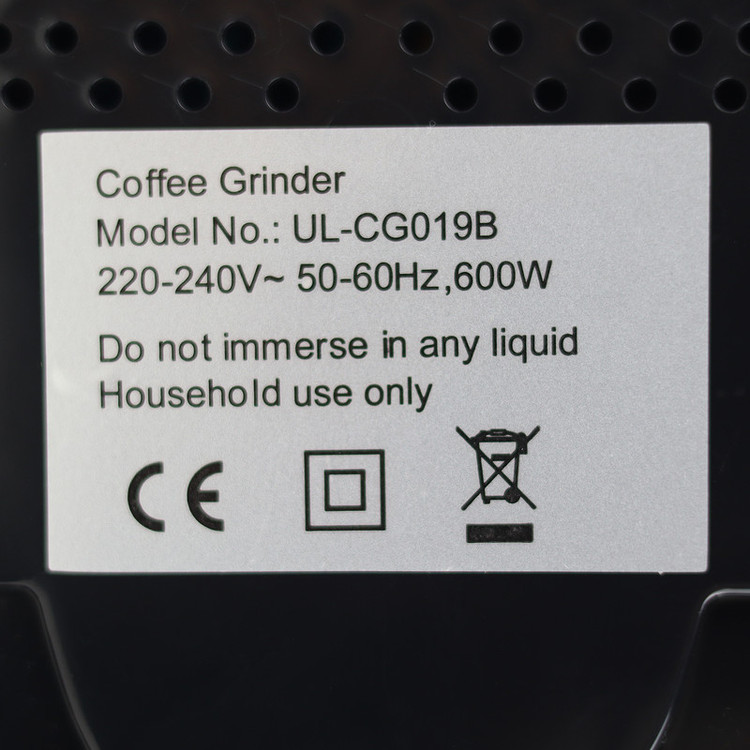 Coffee Grinder
Model No.: UL-CG019B
220-240V~ 50-60Hz,600W
Do not immerse in any liquid
Household use only
CE